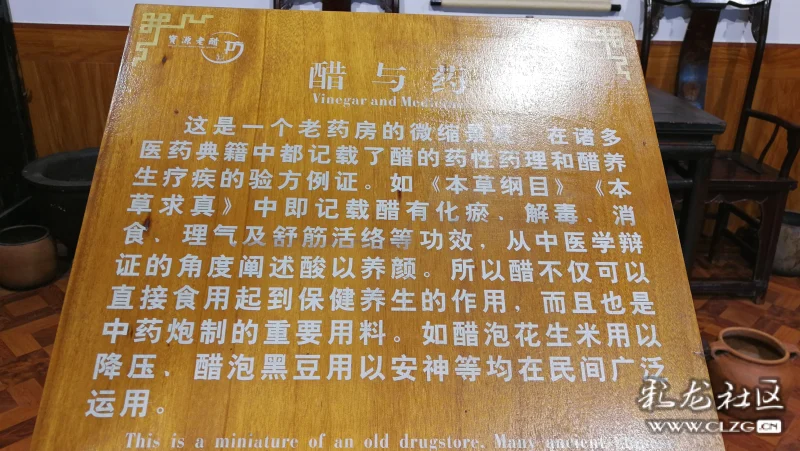 寶源老醋
醋与药
Vinegar and Medicine
这是一个老药房的微缩景观 在诸多
医药典籍中都记载了醋的药性药理和醋养
生疗疾的验方例证。如《本草纲目》《本
草求真》中即记载醋有化瘀、解毒、消
食、理气及舒筋活络等功效，从中医学辩
证的角度阐述酸以养颜。所以醋不仅可以
直接食用起到保健养生的作用，而且也是
中药炮制的重要用料。如醋泡花生米用以
降压、醋泡黑豆用以安神等均在民间广泛
运用。
This is a miniature of an old drugstore. Many ancient
彩龙社区
WWW.CLZG.CN